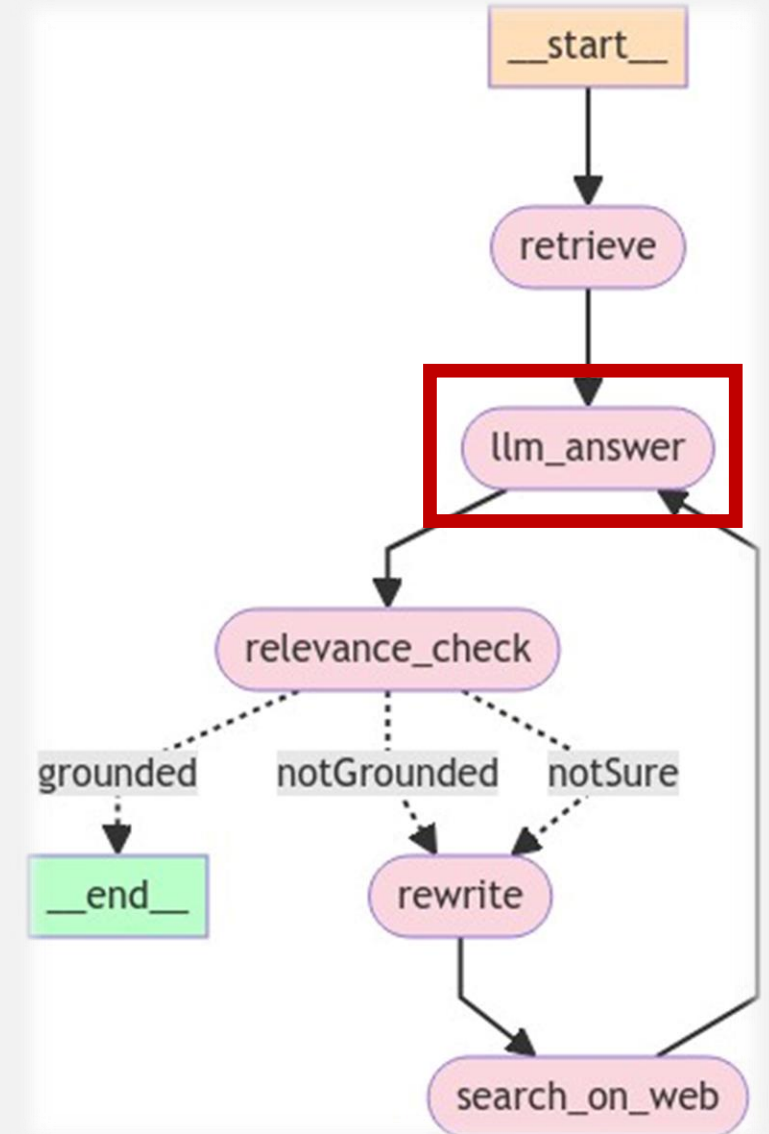 __start__
retrieve
llm_answer
relevance_check
grounded
notGrounded
notSure
__end__
rewrite
search_on_web